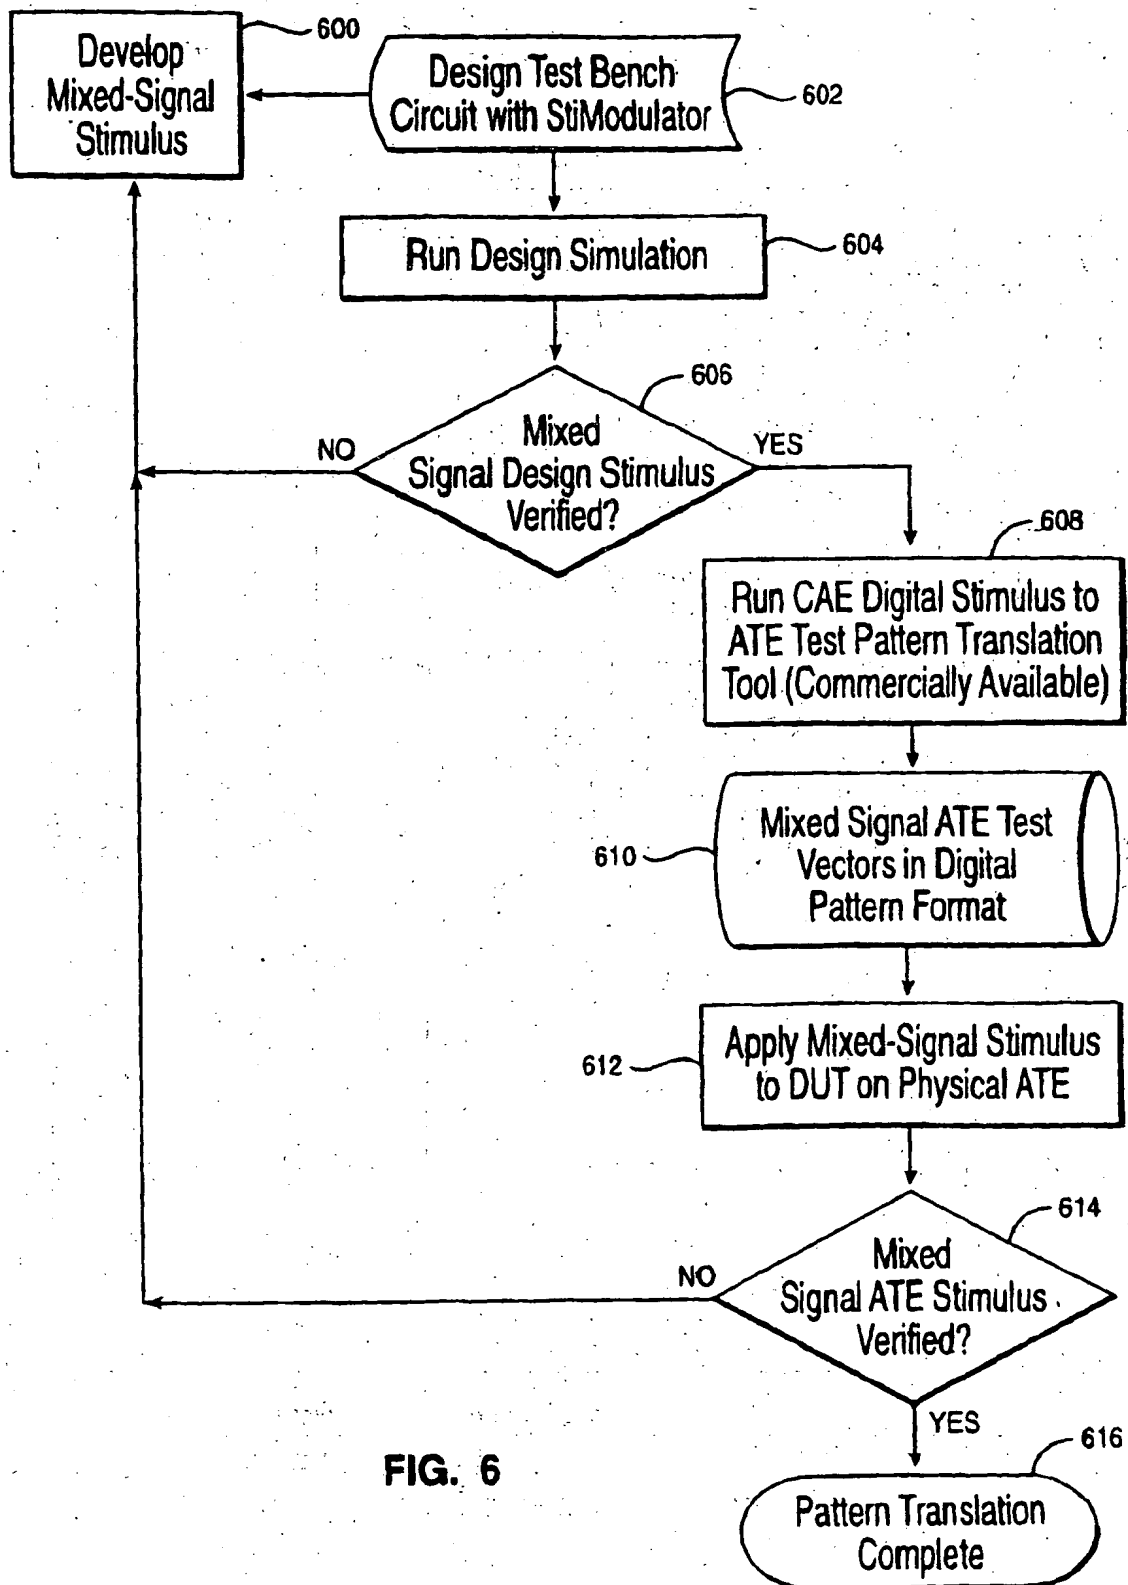 600
Develop
Mixed-Signal
Stimulus
Design Test Bench
Circuit with StiModulator
602
Run Design Simulation
604
606
Mixed
Signal Design Stimulus
Verified?
NO
YES
608
Run CAE Digital Stimulus to
ATE Test Pattern Translation
Tool (Commercially Available)
610
Mixed Signal ATE Test
Vectors in Digital
Pattern Format
612
Apply Mixed-Signal Stimulus
to DUT on Physical ATE
614
Mixed
Signal ATE Stimulus
Verified?
NO
YES
616
Pattern Translation
Complete
FIG. 6